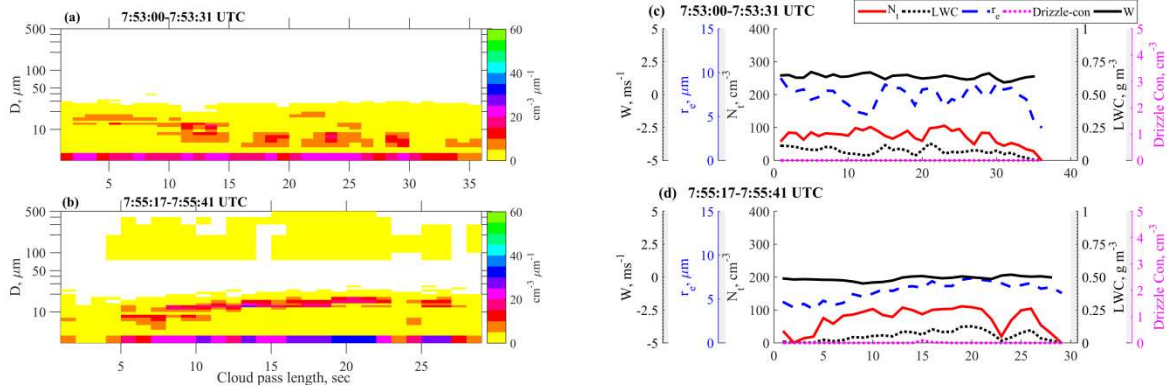 (a) 7:53:00-7:53:31 UTC
500
100
50
10
D, μm
5 10 15 20 25 30 35
60
40
20
0
cm⁻³ μm⁻¹
(b) 7:55:17-7:55:41 UTC
500
100
50
10
D, μm
5 10 15 20 25
Cloud pass length, sec
60
40
20
0
cm⁻³ μm⁻¹
(c) 7:53:00-7:53:31 UTC
N_t LWC r_e Drizzle-con W
5
2.5
0
-2.5
-5
W, ms⁻¹
15
10
5
0
r_e, μm
400
300
200
100
0
N_t, cm⁻³
0 10 20 30 40
1
0.75
0.5
0.25
0
LWC, g m⁻³
5
4
3
2
1
0
Drizzle Con, cm⁻³
(d) 7:55:17-7:55:41 UTC
5
2.5
0
-2.5
-5
W, ms⁻¹
15
10
5
0
r_e, μm
400
300
200
100
0
N_t, cm⁻³
0 5 10 15 20 25 30
1
0.75
0.50
0.25
0
LWC, g m⁻³
5
4
3
2
1
0
Drizzle Con, cm⁻³